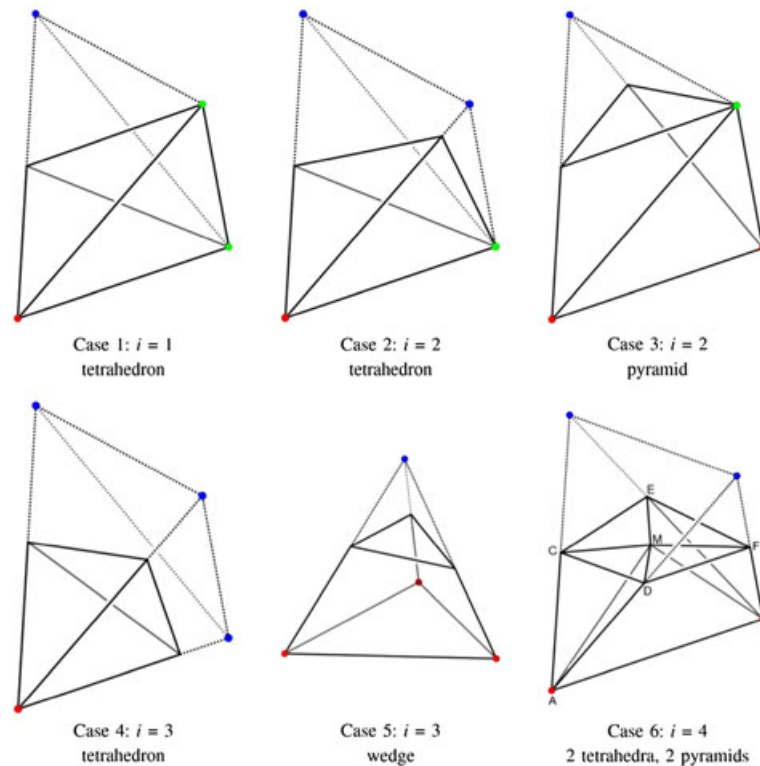 Case 1: i = 1
tetrahedron
Case 2: i = 2
tetrahedron
Case 3: i = 2
pyramid
Case 4: i = 3
tetrahedron
Case 5: i = 3
wedge
E
C
M
F
D
A
Case 6: i = 4
2 tetrahedra, 2 pyramids